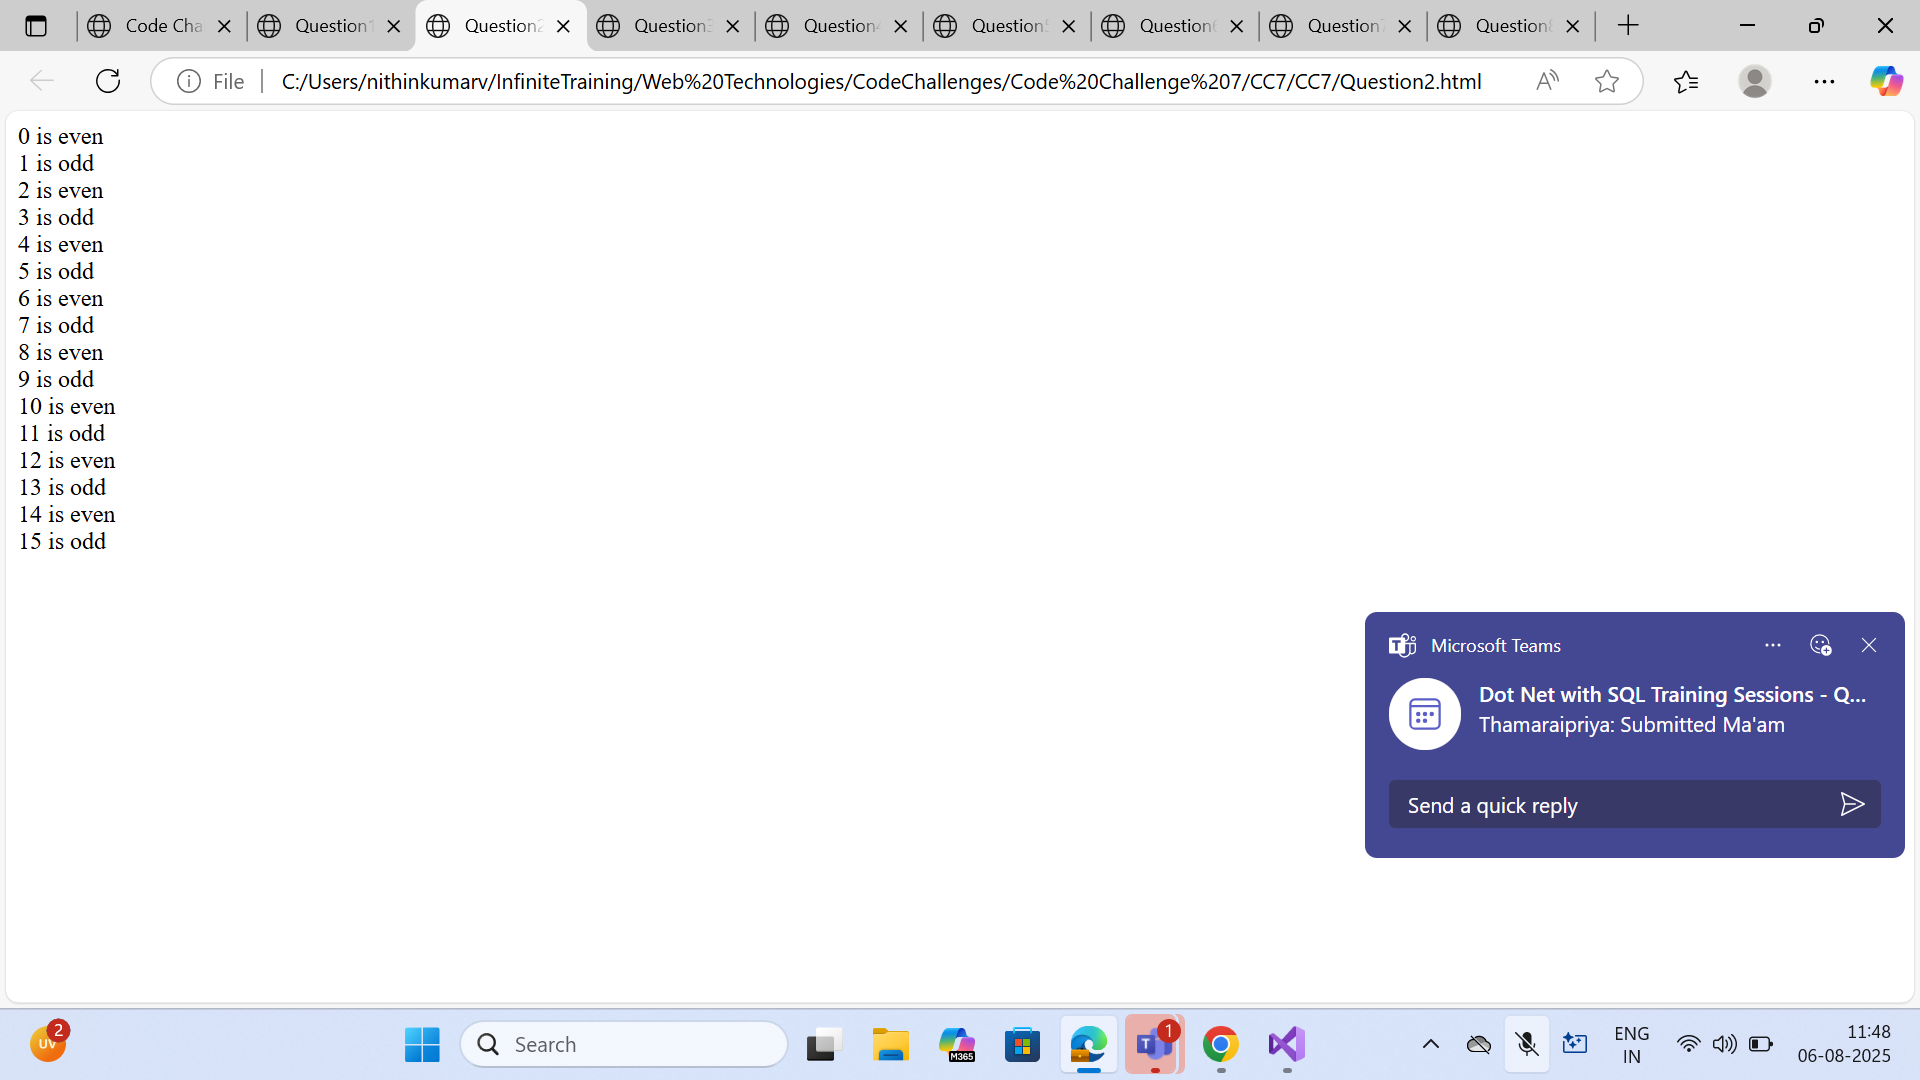 Code Cha
Question1
Question2
Question3
Question4
Question5
Question6
Question7
Question8
File
C:/Users/nithinkumarv/InfiniteTraining/Web%20Technologies/CodeChallenges/Code%20Challenge%207/CC7/CC7/Question2.html
0 is even
1 is odd
2 is even
3 is odd
4 is even
5 is odd
6 is even
7 is odd
8 is even
9 is odd
10 is even
11 is odd
12 is even
13 is odd
14 is even
15 is odd
Microsoft Teams
Dot Net with SQL Training Sessions - Q...
Thamaraipriya: Submitted Ma'am
Send a quick reply
UV
2
Search
M365
1
ENG
IN
11:48
06-08-2025